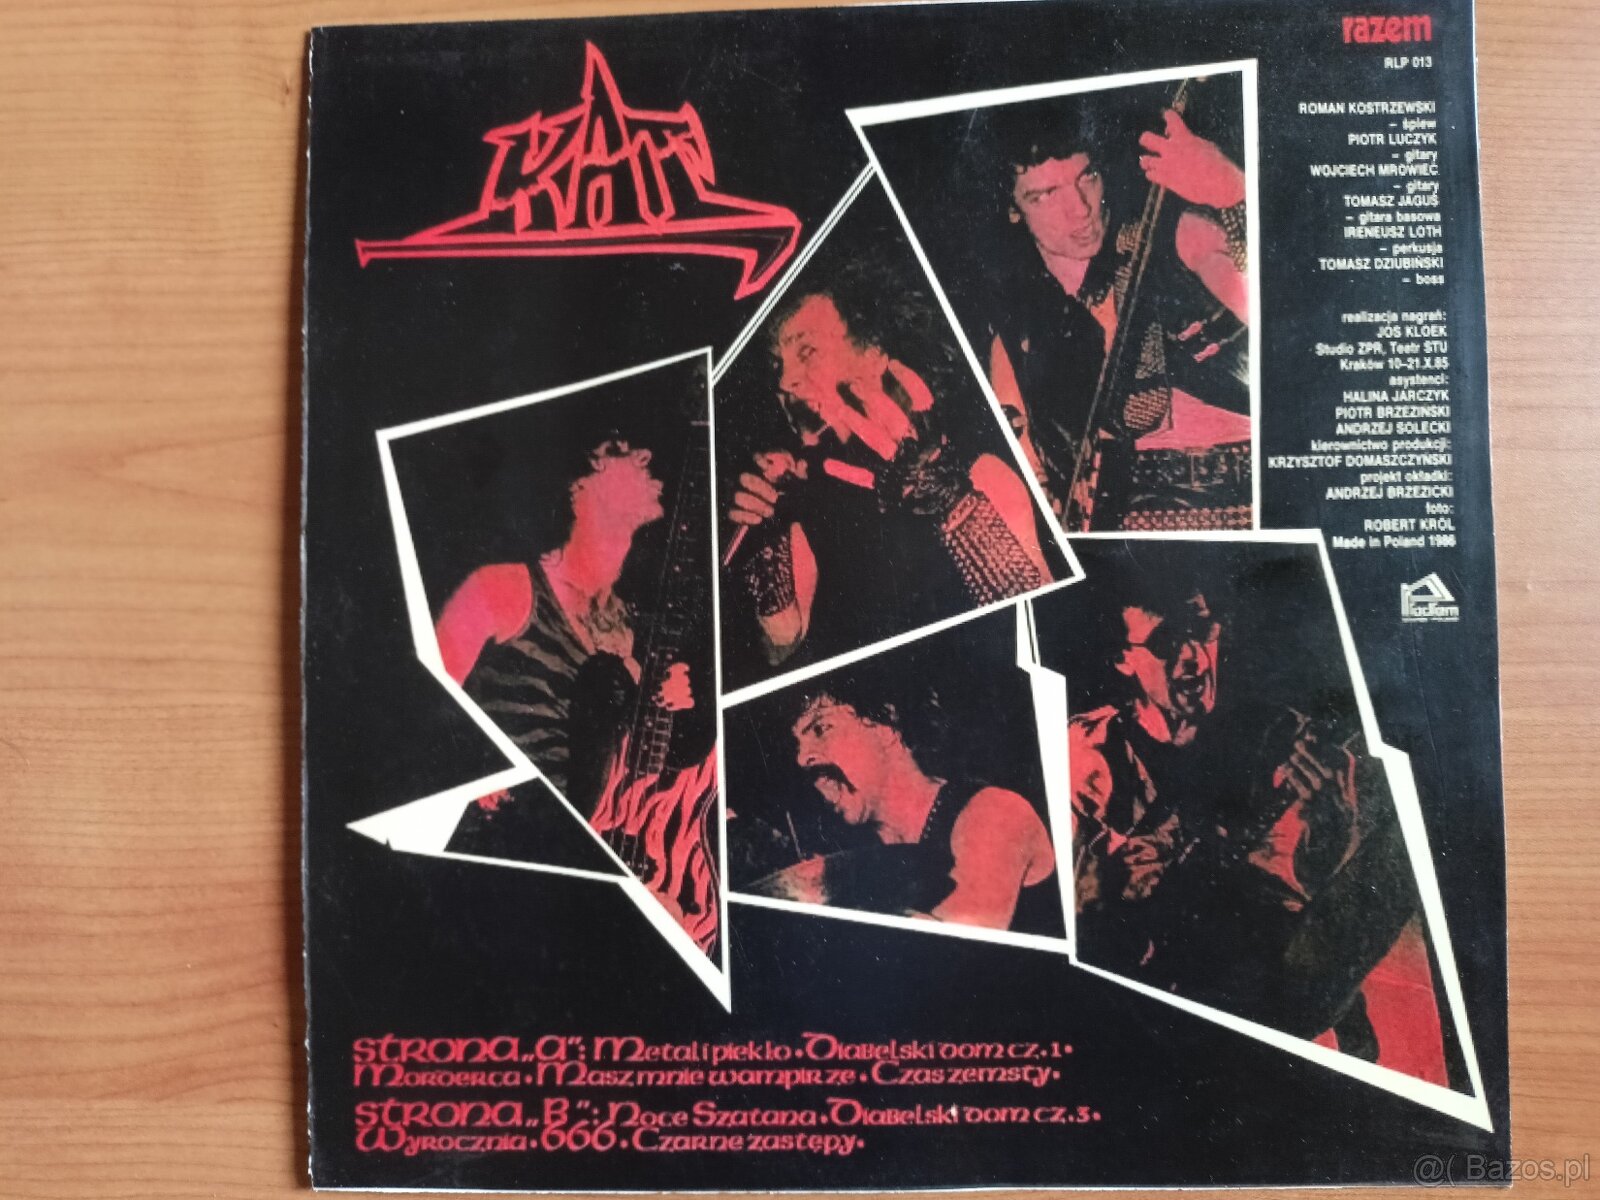 KAT
razem
RLP 013
ROMAN KOSTRZEWSKI
– śpiew
PIOTR LUCZYK
– gitary
WOJCIECH MROWIEC
– gitary
TOMASZ JAGUŚ
– gitara basowa
IRENEUSZ LOTH
– perkusja
TOMASZ DZIUBIŃSKI
– boss
realizacja nagrań:
JOS KLOEK
Studio ZPR, Teatr STU
Kraków 10–21.X.85
asystenci:
HALINA JARCZYK
PIOTR BRZEZIŃSKI
ANDRZEJ SOLECKI
kierownictwo produkcji:
KRZYSZTOF DOMASZCZYŃSKI
projekt okładki:
ANDRZEJ BRZEZICKI
foto:
ROBERT KRÓL
Made in Poland 1986
STRONA „A": Metal i piekło • Diabelski dom cz. 1 •
Morderca • Masz mnie wampirze • Czas zemsty •
STRONA „B": Noce Szatana • Diabelski dom cz. 3 •
Wyrocznia • 666 • Czarne zastępy •
@( Bazos.pl